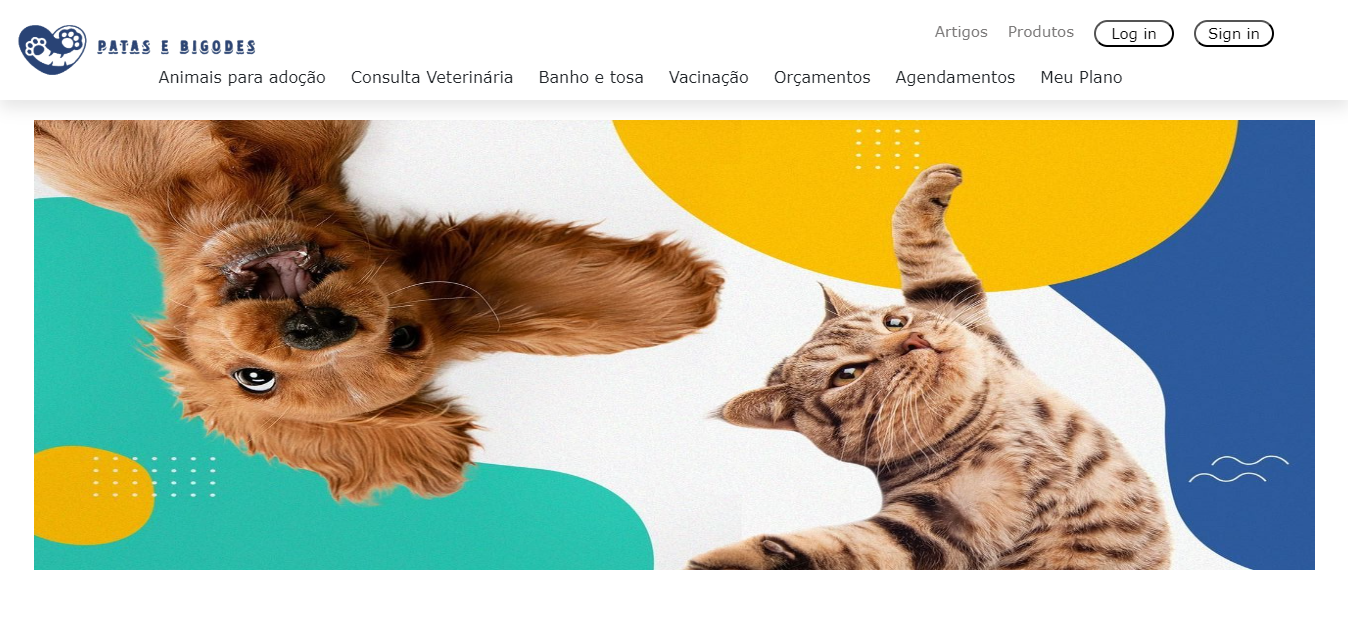 PATAS E BIGODES
Artigos Produtos Log in Sign in
Animais para adoção Consulta Veterinária Banho e tosa Vacinação Orçamentos Agendamentos Meu Plano